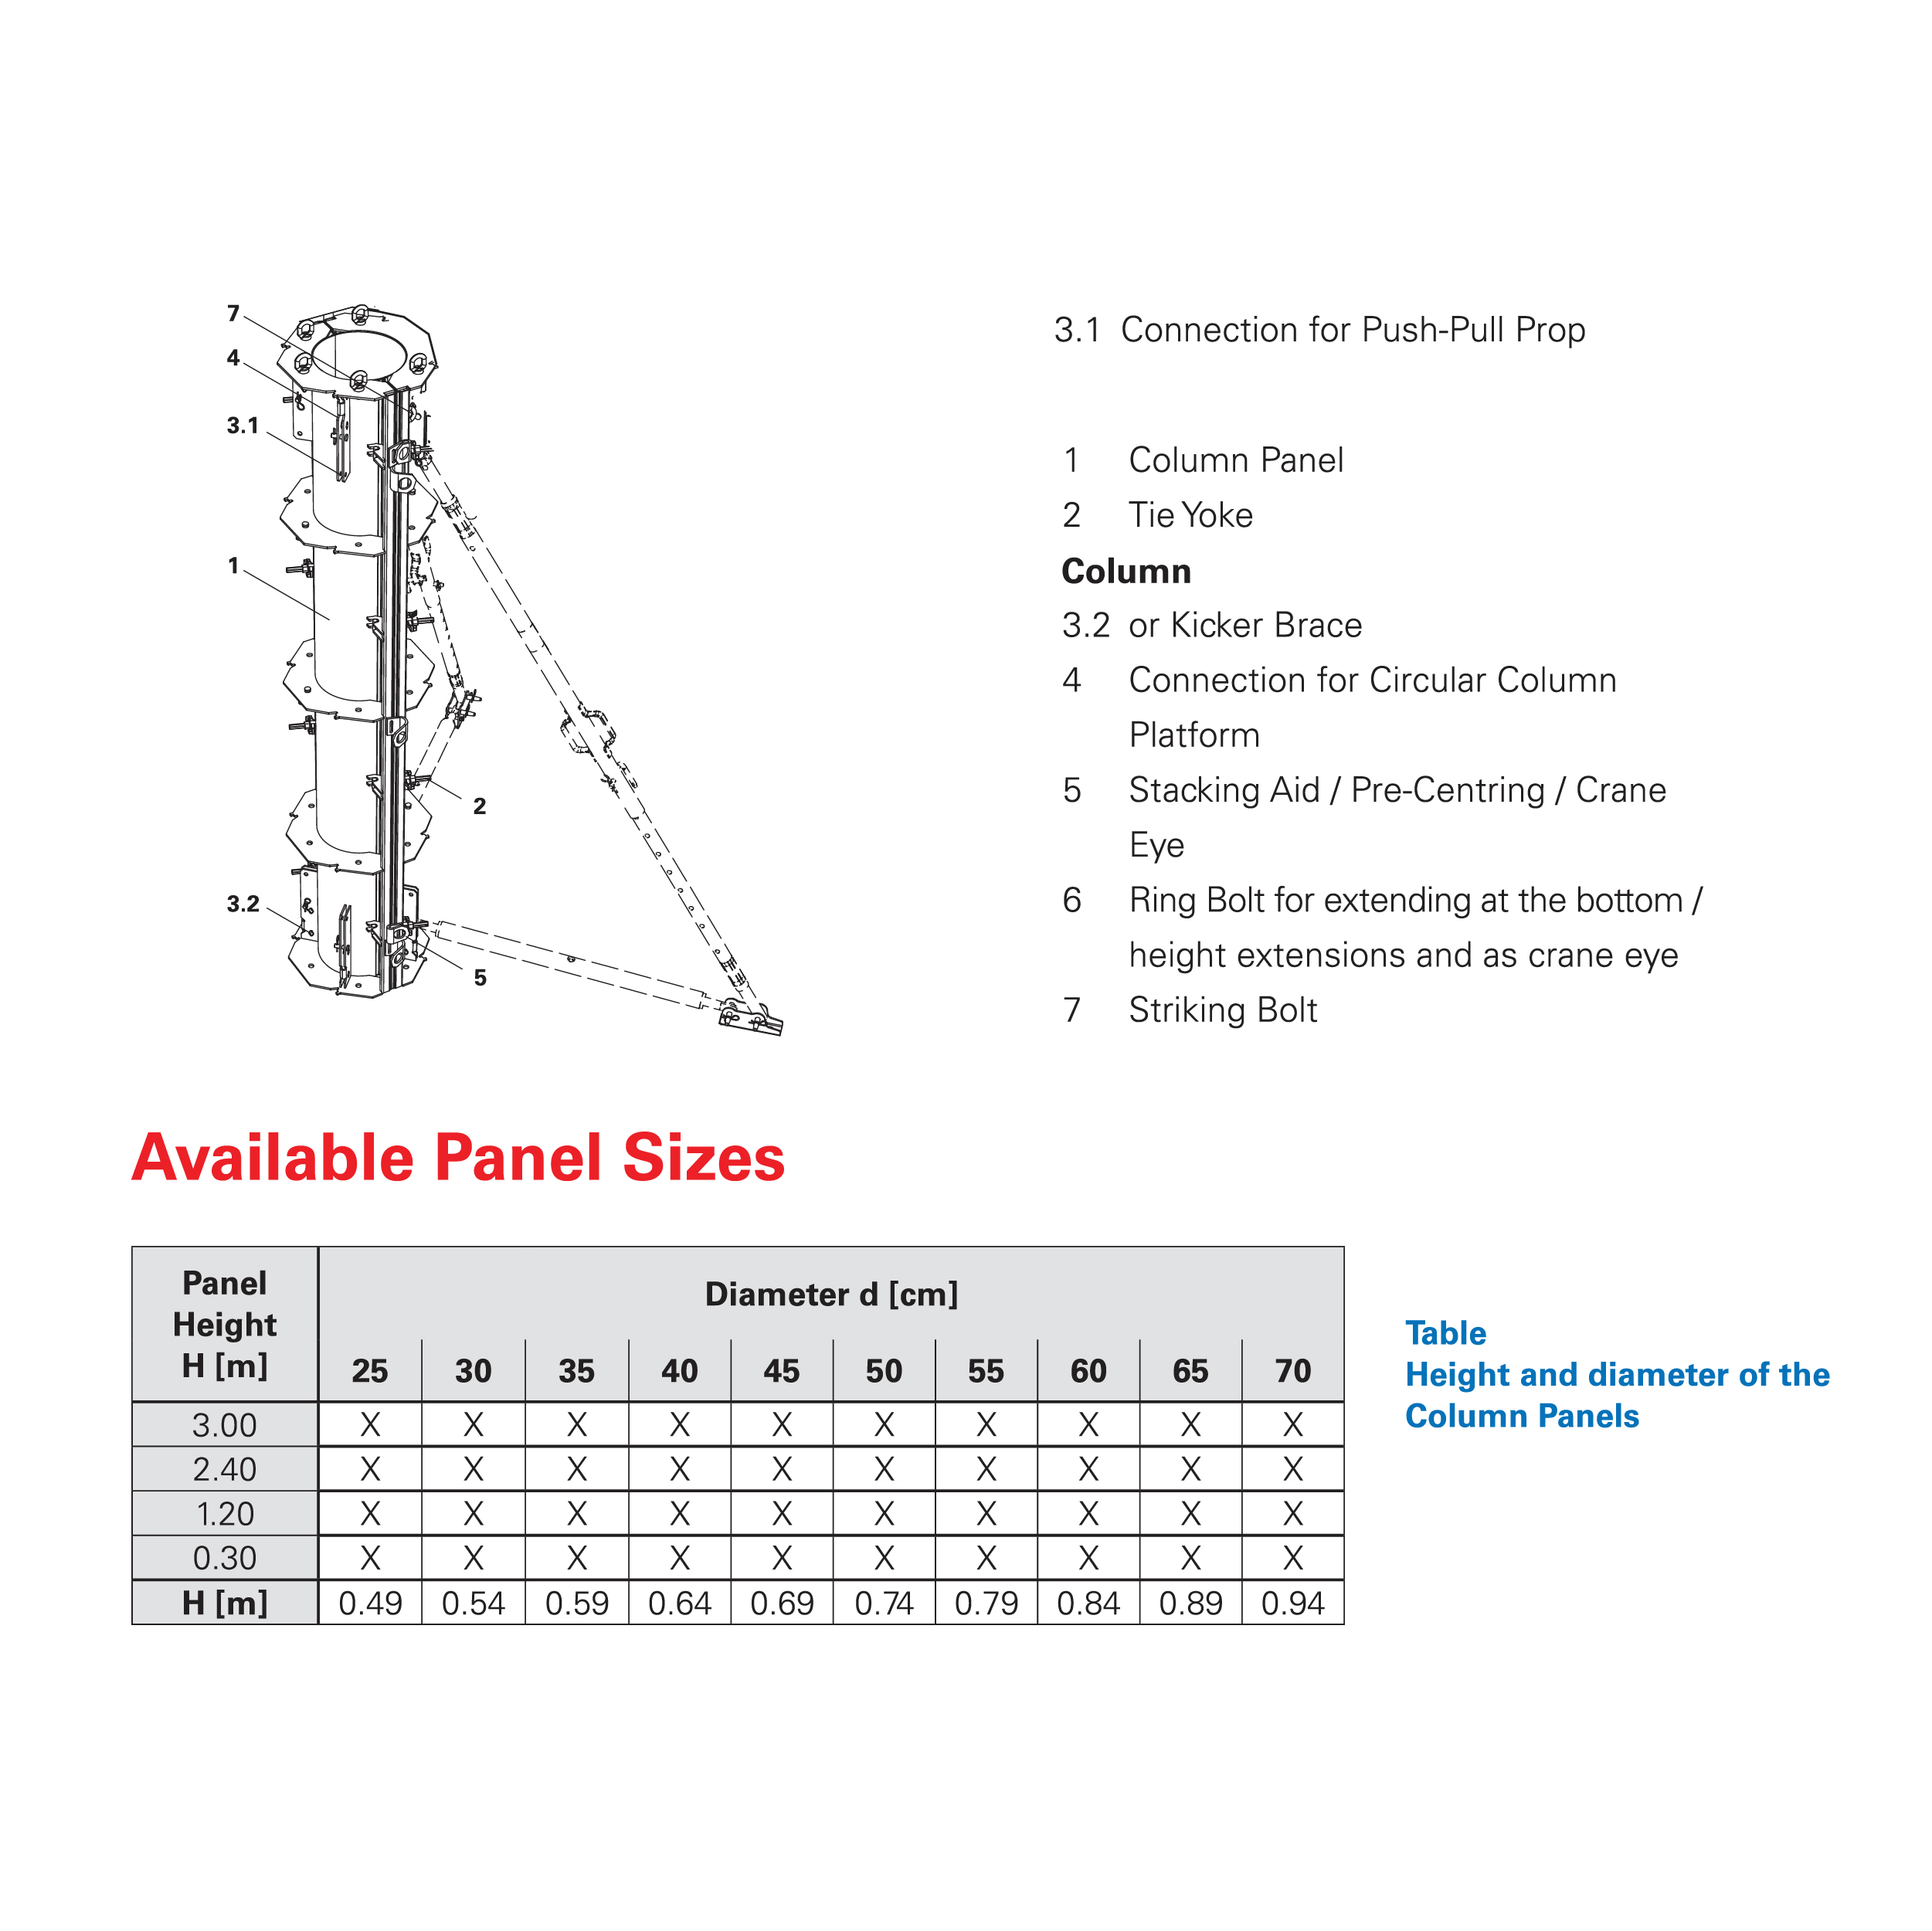 7
4
3.1
1
2
3.2
5
3.1 Connection for Push-Pull Prop
1 Column Panel
2 Tie Yoke
Column
3.2 or Kicker Brace
4 Connection for Circular Column
Platform
5 Stacking Aid / Pre-Centring / Crane
Eye
6 Ring Bolt for extending at the bottom /
height extensions and as crane eye
7 Striking Bolt
Available Panel Sizes
Panel
Height
H [m]
Diameter d [cm]
25 30 35 40 45 50 55 60 65 70
3.00 X X X X X X X X X X
2.40 X X X X X X X X X X
1.20 X X X X X X X X X X
0.30 X X X X X X X X X X
H [m] 0.49 0.54 0.59 0.64 0.69 0.74 0.79 0.84 0.89 0.94
Table
Height and diameter of the
Column Panels